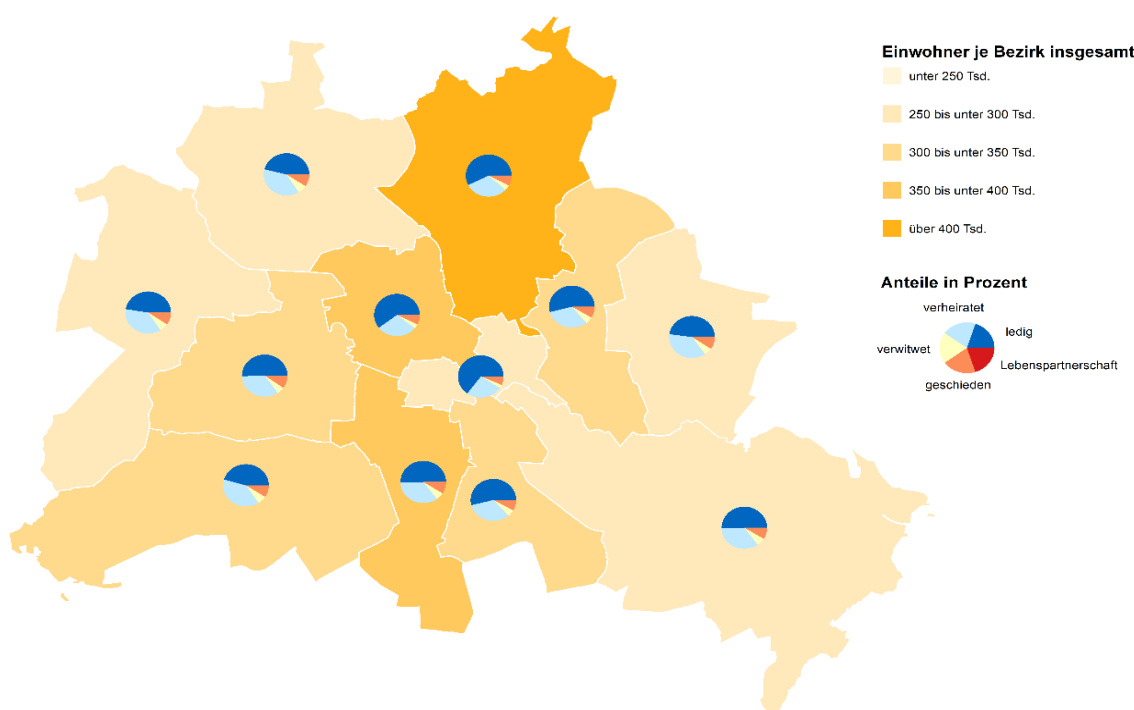 Einwohner je Bezirk insgesamt
unter 250 Tsd.
250 bis unter 300 Tsd.
300 bis unter 350 Tsd.
350 bis unter 400 Tsd.
über 400 Tsd.
Anteile in Prozent
verheiratet
ledig
verwitwet
Lebenspartnerschaft
geschieden